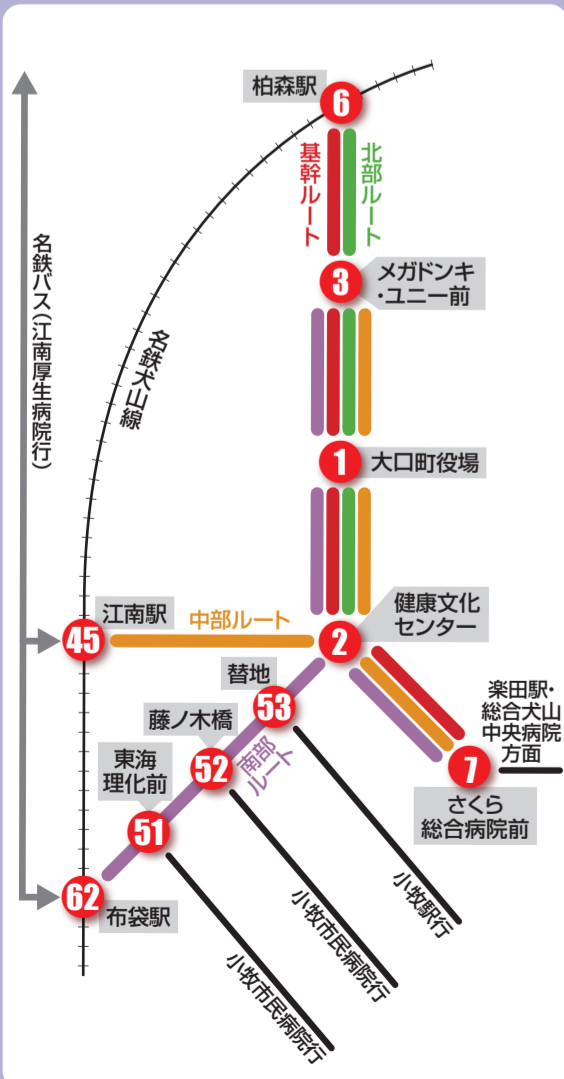 柏森駅
6
基幹ルート
北部ルート
3
メガドンキ
・ユニー前
名鉄バス(江南厚生病院行)
名鉄犬山線
1
大口町役場
江南駅
45
中部ルート
2
健康文化
センター
替地
53
藤ノ木橋
52
南部
ルート
東海
理化前
51
62
布袋駅
楽田駅・
総合犬山
中央病院
方面
7
さくら
総合病院前
小牧駅行
小牧市民病院行
小牧市民病院行